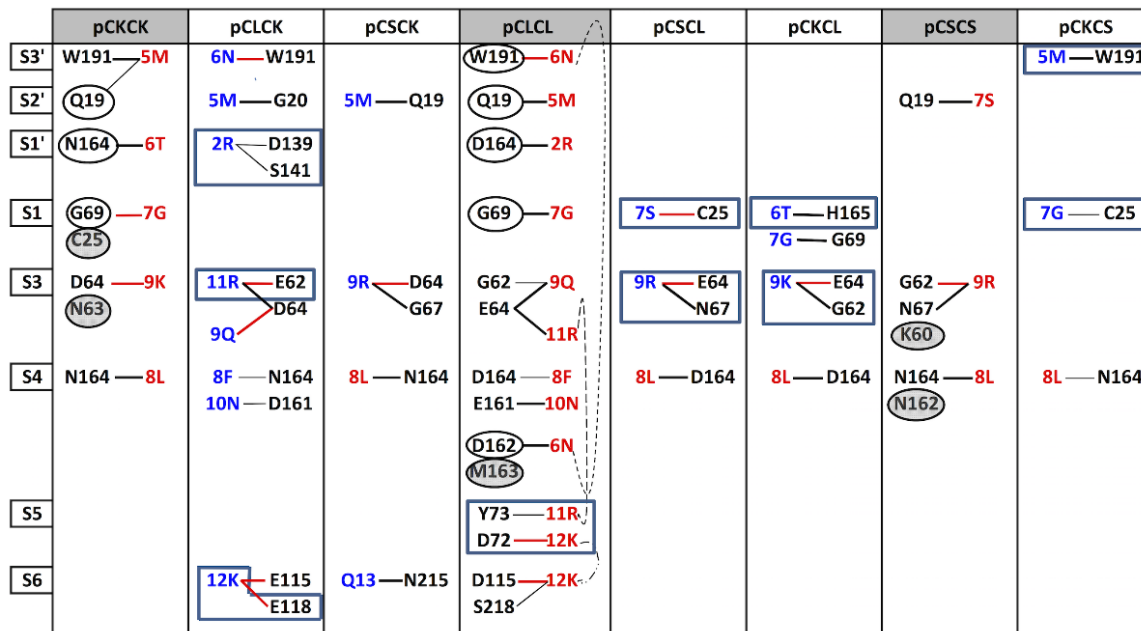 pCKCK pCLCK pCSCK pCLCL pCSCL pCKCL pCSCS pCKCS
S3' W191 5M 6N W191 W191 6N 5M W191
S2' Q19 5M G20 5M Q19 Q19 5M Q19 7S
S1' N164 6T 2R D139 D164 2R
S141
S1 G69 7G G69 7G 7S C25 6T H165 7G C25
C25 7G G69
S3 D64 9K 11R E62 9R D64 G62 9Q 9R E64 9K E64 G62 9R
N63 D64 G67 E64 N67 G62 N67
9Q 11R K60
S4 N164 8L 8F N164 8L N164 D164 8F 8L D164 8L D164 N164 8L 8L N164
10N D161 E161 10N N162
D162 6N
M163
S5 Y73 11R
D72 12K
S6 12K E115 Q13 N215 D115 12K
E118 S218